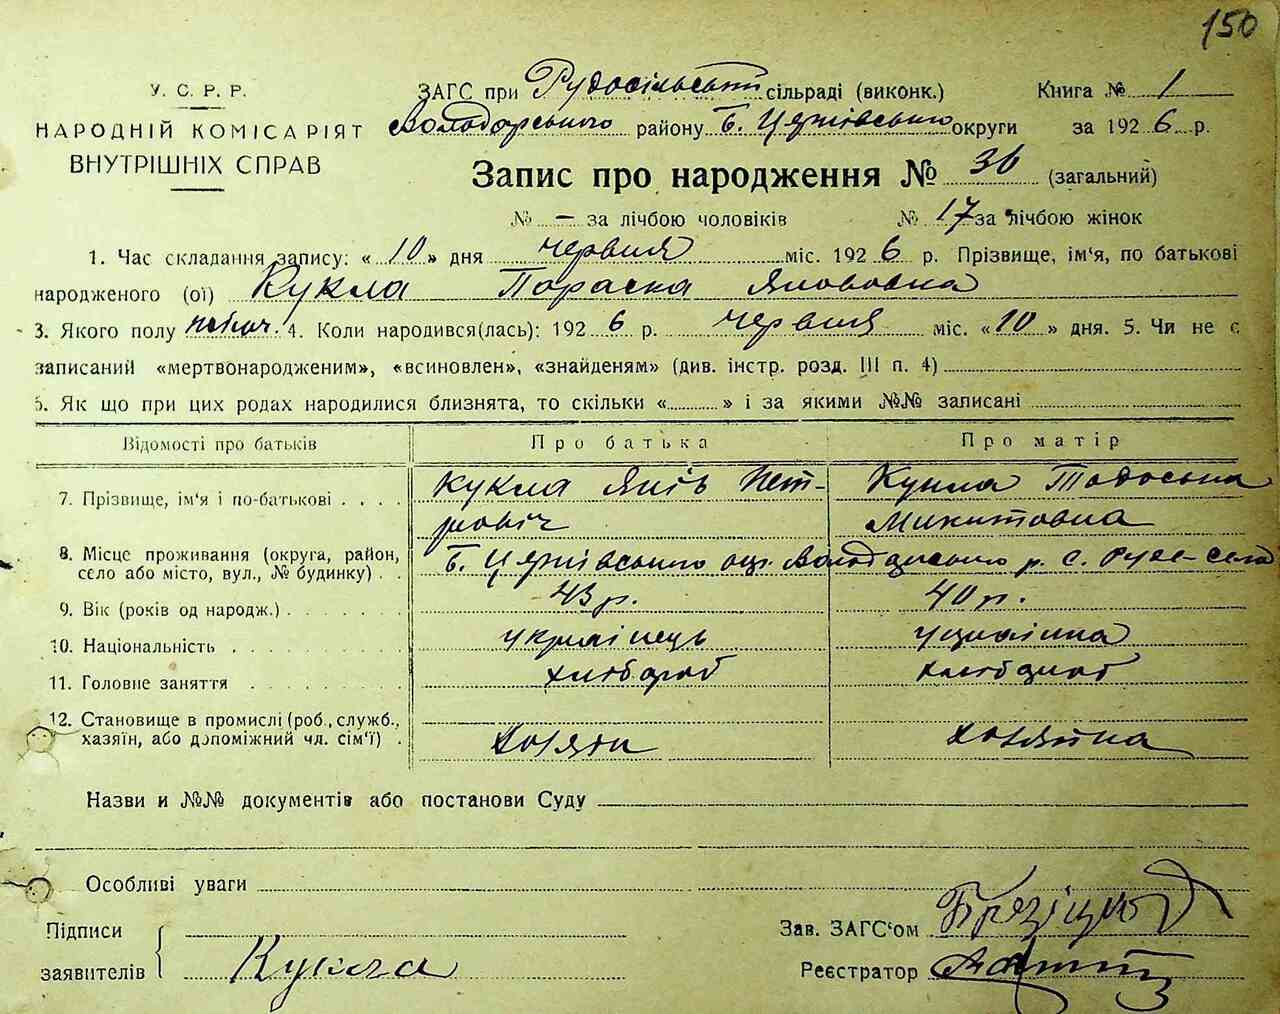 150
У. С. Р. Р.
НАРОДНІЙ КОМІСАРІЯТ
ВНУТРІШНІХ СПРАВ
ЗАГС при Рудосільській сільраді (виконк.) Книга № 1
Володарського району Б. Церківської округи за 1926 р.
Запис про народження № 36 (загальний)
№ – за лічбою чоловіків № 17 за лічбою жінок
1. Час складання запису: «10» дня червня міс. 1926 р. Прізвище, ім'я, по батькові
народженого (ої) Кукла Параска Якововна
3. Якого полу жіноч. 4. Коли народився(лась): 1926 р. червня міс. «10» дня. 5. Чи не є
записаний «мертвонародженим», «всиновлен», «знайденям» (див. інстр. розд. III п. 4)
6. Як що при цих родах народилися близнята, то скільки «........» і за якими №№ записані
Відомості про батьків Про батька Про матір
7. Прізвище, ім'я і по-батькові . . . . Кукла Яків Пет- Кукла Тодоська
ровіч Микитовна
8. Місце проживання (округа, район,
село або місто, вул., № будинку) . . Б. Церківського окр. Володарського р. с. Руде-село
9. Вік (років од народж.) . . . . . . . 43 р. 40 р.
10. Національність . . . . . . . . українець українка
11. Головне заняття . . . . . . . . хлібороб хлібороб
12. Становище в промислі (роб., служб.,
хазяїн, або допоміжний чл. сім'ї) . хозяїн хозяйка
Назви и №№ документів або постанови Суду
Особливі уваги
Підписи
заявителів Кукла
Зав. ЗАГС'ом
Реєстратор